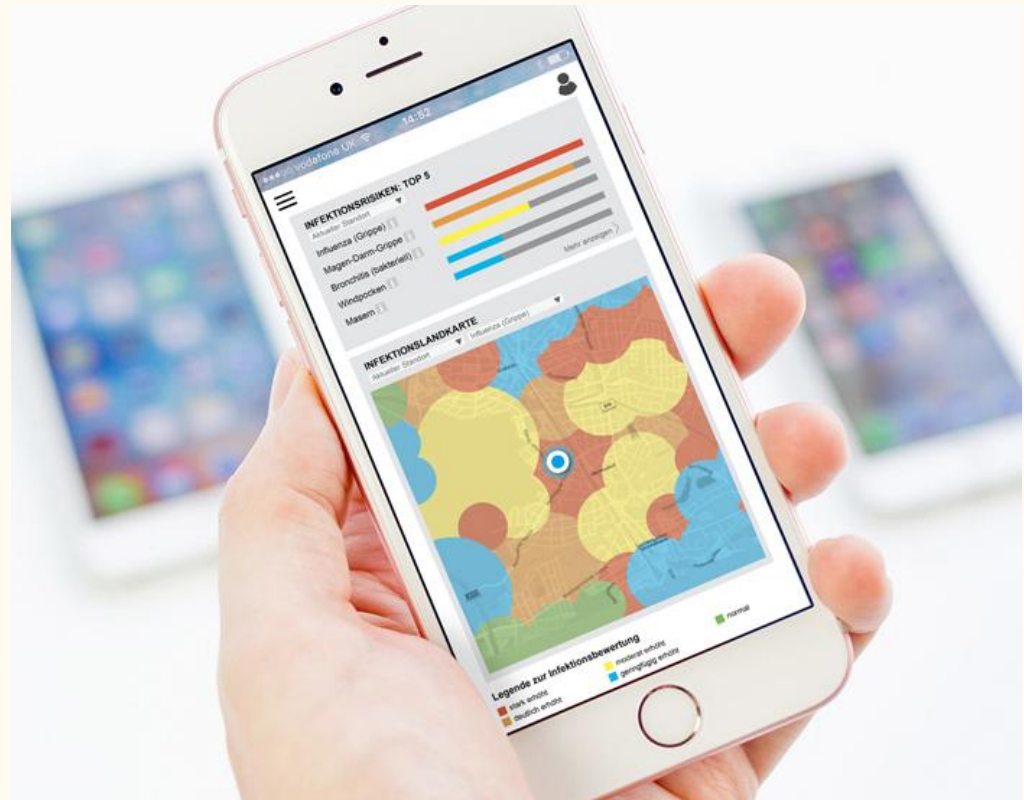 vodafone UK 14:52
INFEKTIONSRISIKEN: TOP 5
Aktueller Standort
Influenza (Grippe)
Magen-Darm-Grippe
Bronchitis (bakteriell)
Windpocken
Masern
Mehr anzeigen
INFEKTIONSLANDKARTE
Aktueller Standort Influenza (Grippe)
Legende zur Infektionsbewertung
stark erhöht moderat erhöht normal
deutlich erhöht geringfügig erhöht